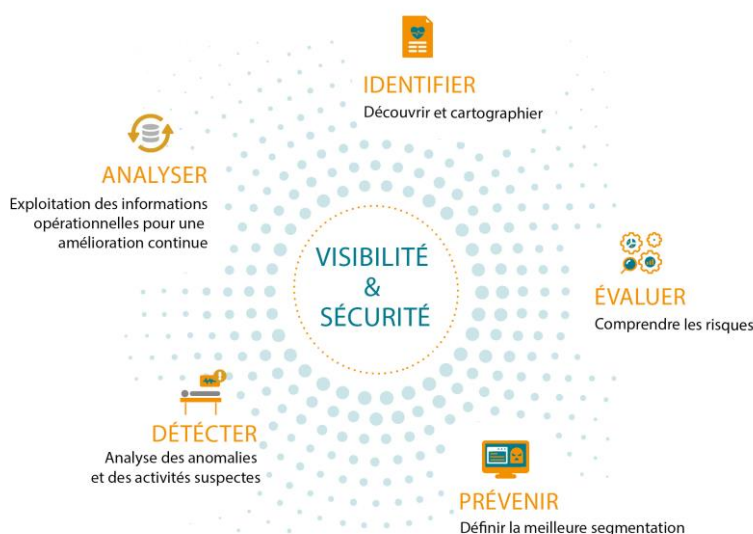 IDENTIFIER
Découvrir et cartographier
ANALYSER
Exploitation des informations
opérationnelles pour une
amélioration continue
VISIBILITÉ
&
SÉCURITÉ
ÉVALUER
Comprendre les risques
DÉTÉCTER
Analyse des anomalies
et des activités suspectes
PRÉVENIR
Définir la meilleure segmentation